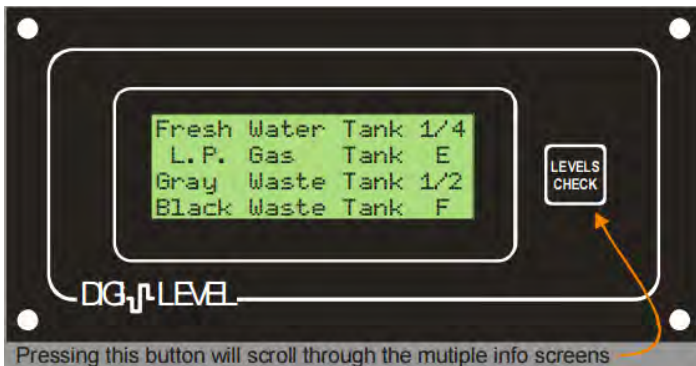 Fresh Water Tank 1/4
L.P. Gas Tank E
Gray Waste Tank 1/2
Black Waste Tank F
LEVELS
CHECK
DIGI LEVEL
Pressing this button will scroll through the mutiple info screens